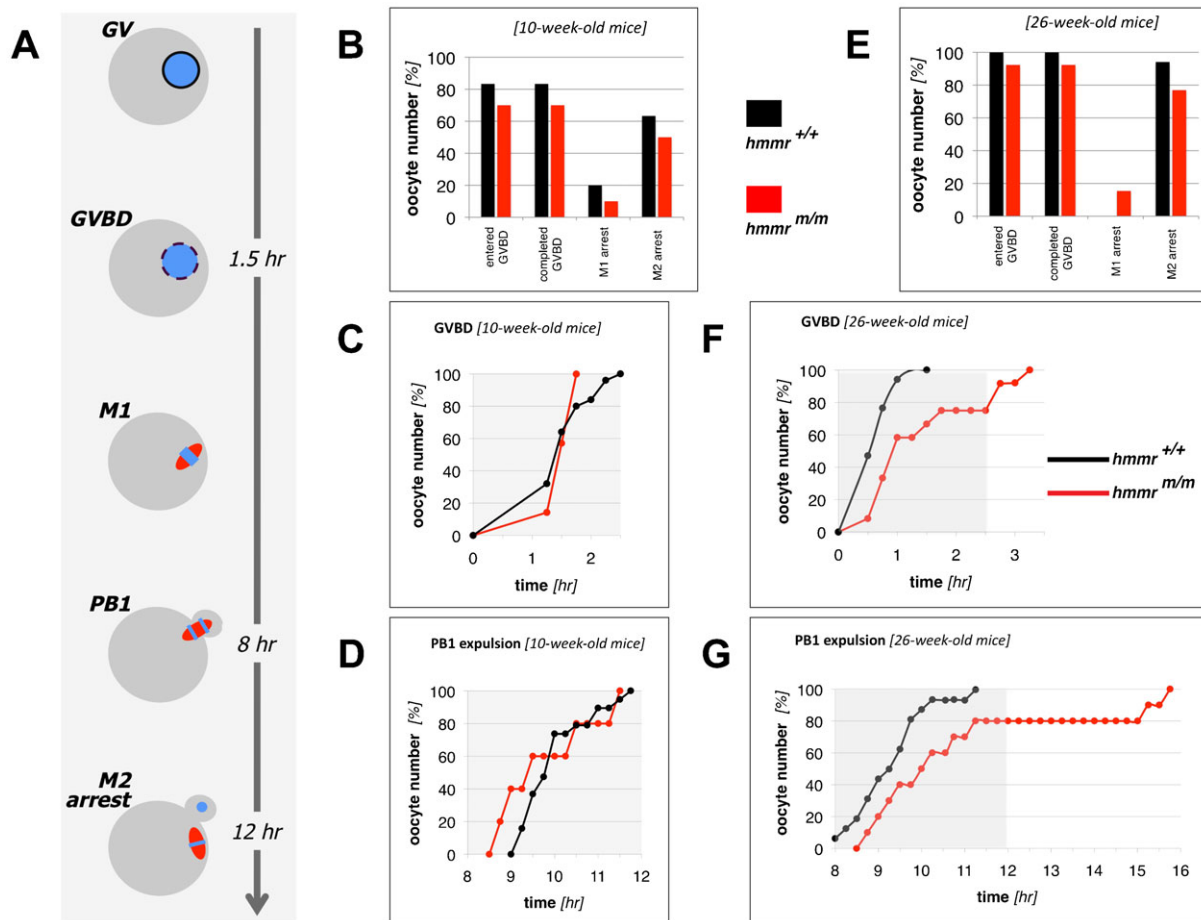 A
GV
GVBD
1.5 hr
M1
PB1
8 hr
M2
arrest
12 hr
B
[10-week-old mice]
oocyte number [%]
100
80
60
40
20
0
entered
GVBD
completed
GVBD
M1 arrest
M2 arrest
hmmr +/+
hmmr m/m
E
[26-week-old mice]
oocyte number [%]
100
80
60
40
20
0
entered
GVBD
completed
GVBD
M1 arrest
M2 arrest
C
GVBD [10-week-old mice]
oocyte number [%]
100
80
60
40
20
0
0 1 2
time [hr]
F
GVBD [26-week-old mice]
oocyte number [%]
100
80
60
40
20
0
0 1 2 3
time [hr]
hmmr +/+
hmmr m/m
D
PB1 expulsion [10-week-old mice]
oocyte number [%]
100
80
60
40
20
0
8 9 10 11 12
time [hr]
G
PB1 expulsion [26-week-old mice]
oocyte number [%]
100
80
60
40
20
0
8 9 10 11 12 13 14 15 16
time [hr]